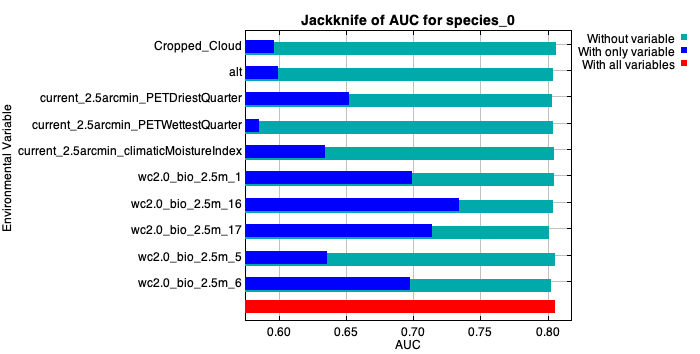 Jackknife of AUC for species_0
Without variable
With only variable
With all variables
Environmental Variable
Cropped_Cloud
alt
current_2.5arcmin_PETDriestQuarter
current_2.5arcmin_PETWettestQuarter
current_2.5arcmin_climaticMoistureIndex
wc2.0_bio_2.5m_1
wc2.0_bio_2.5m_16
wc2.0_bio_2.5m_17
wc2.0_bio_2.5m_5
wc2.0_bio_2.5m_6
0.60 0.65 0.70 0.75 0.80
AUC